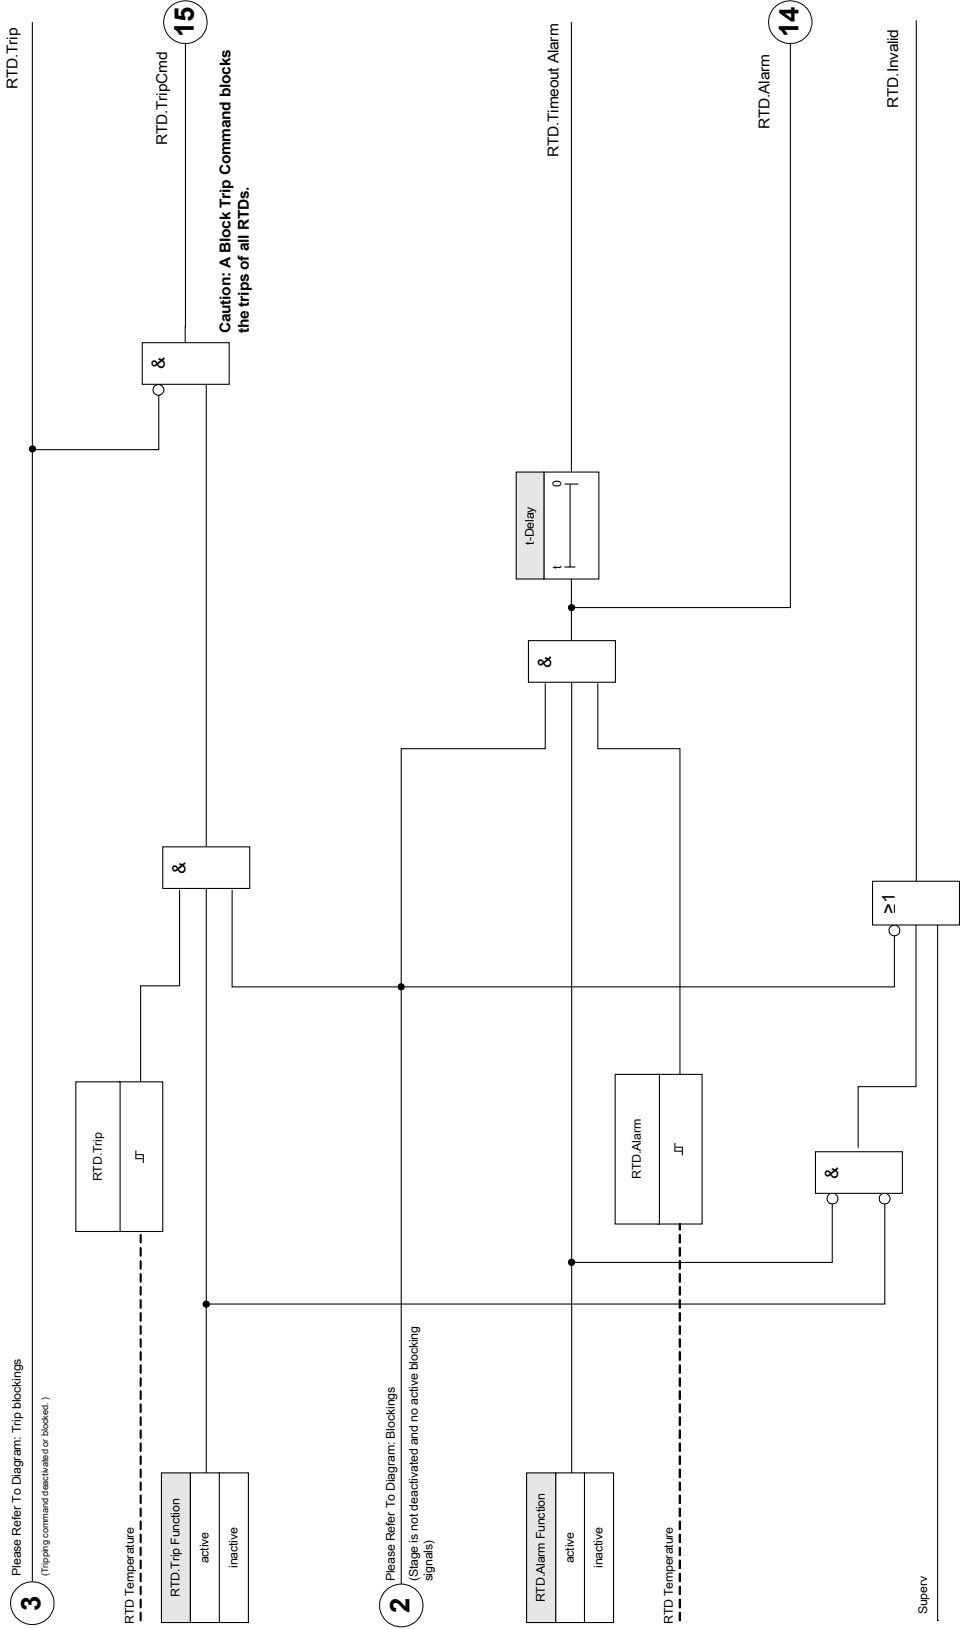 3
Please Refer To Diagram: Trip blockings
(Tripping command deactivated or blocked.)
RTD.Trip
RTD Temperature
RTD.Trip
RTD.Trip Function
active
inactive
&
&
RTD.TripCmd
15
Caution: A Block Trip Command blocks
the trips of all RTDs.
2
Please Refer To Diagram: Blockings
(Stage is not deactivated and no active blocking
signals)
RTD.Alarm Function
active
inactive
&
t-Delay
t
0
RTD.Timeout Alarm
RTD Temperature
RTD.Alarm
RTD.Alarm
14
&
≥1
RTD.Invalid
Superv